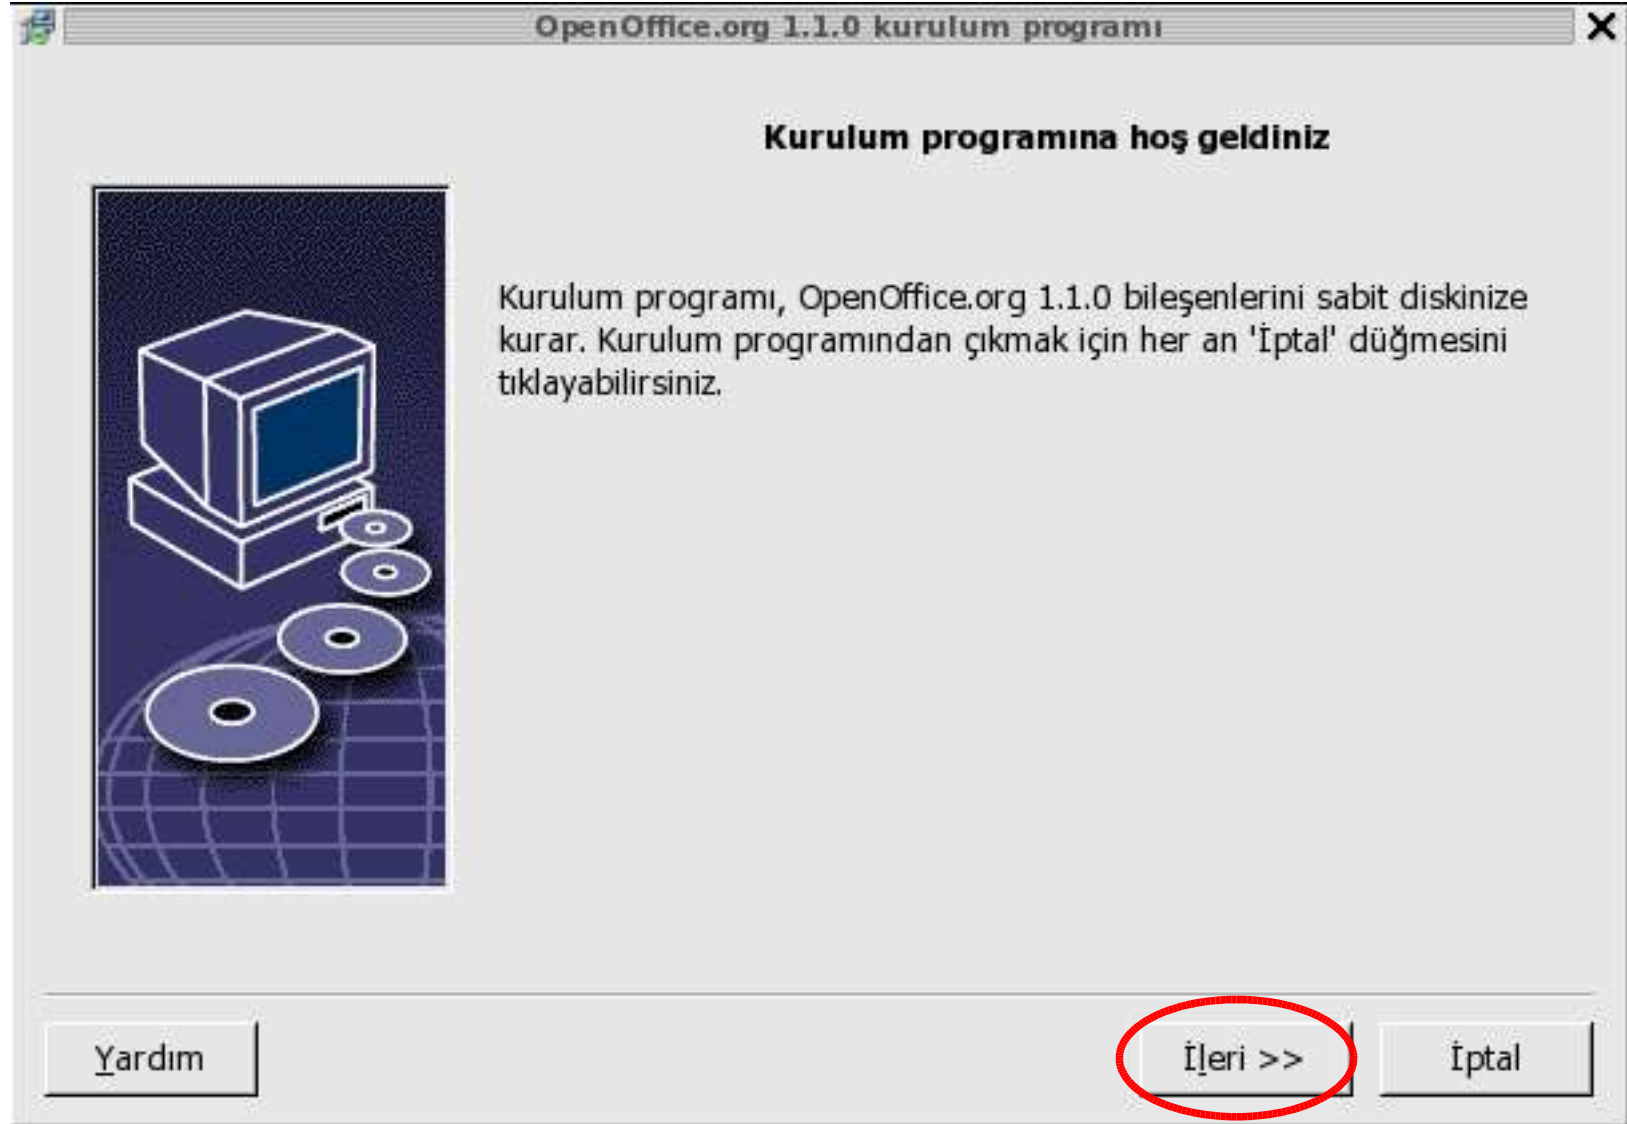 OpenOffice.org 1.1.0 kurulum programı
Kurulum programına hoş geldiniz
Kurulum programı, OpenOffice.org 1.1.0 bileşenlerini sabit diskinize
kurar. Kurulum programından çıkmak için her an 'İptal' düğmesini
tıklayabilirsiniz.
Yardım
İleri >>
İptal